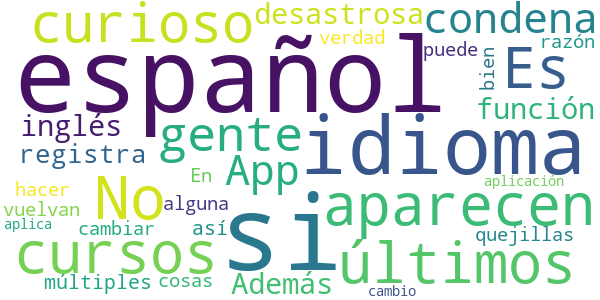 curioso desastrosa condena
verdad puede razón
español Es
bien
función
inglés gente idioma
registra App
En
aplicación
hacer No si aparecen
vuelvan alguna
aplica cambiar así quejillas
cursos últimos
múltiples cosas Además
cambio